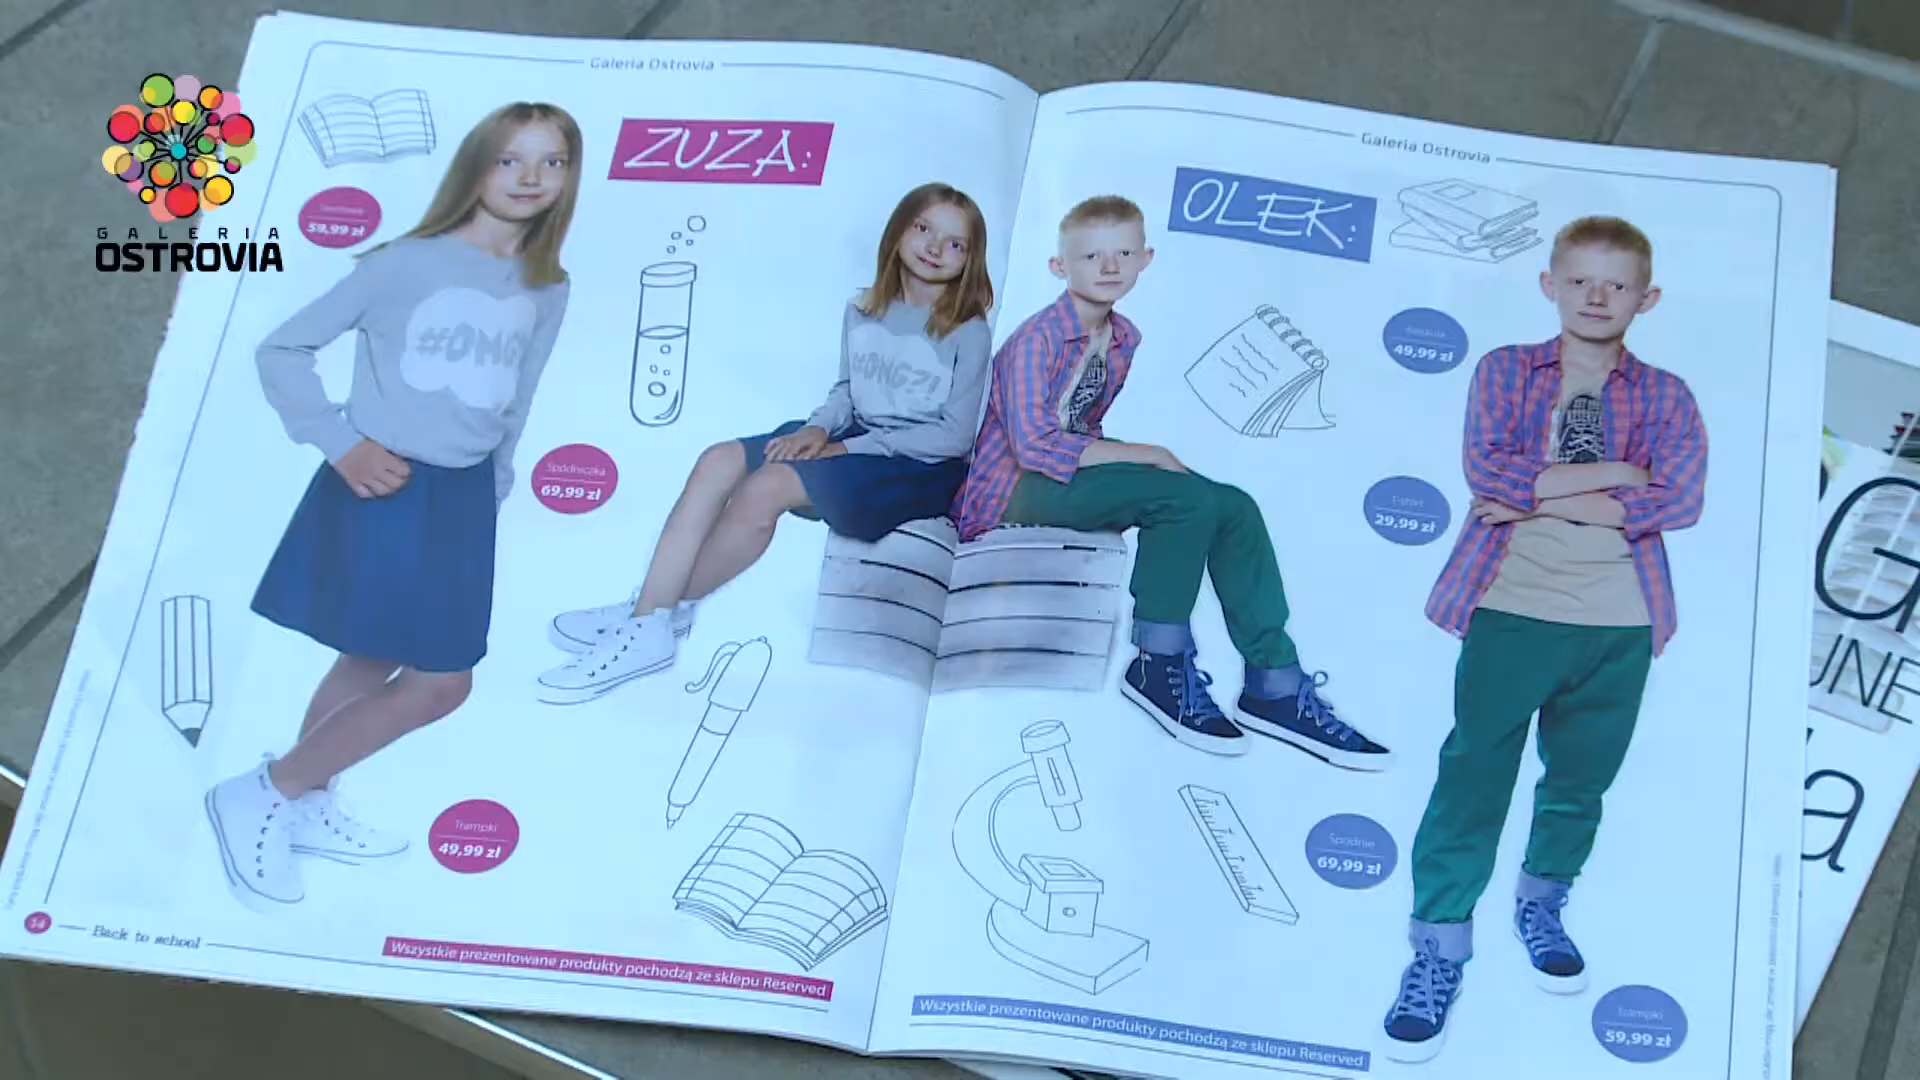 GALERIA
OSTROVIA
Galeria Ostrovia
ZUZA:
59,99 zł
#OMG?!
#OMG?!
Spódniczka
69,99 zł
Trampki
49,99 zł
14
Back to school
Wszystkie prezentowane produkty pochodzą ze sklepu Reserved
Galeria Ostrovia
OLEK:
49,99 zł
T-shirt
29,99 zł
Spodnie
69,99 zł
Trampki
59,99 zł
Wszystkie prezentowane produkty pochodzą ze sklepu Reserved